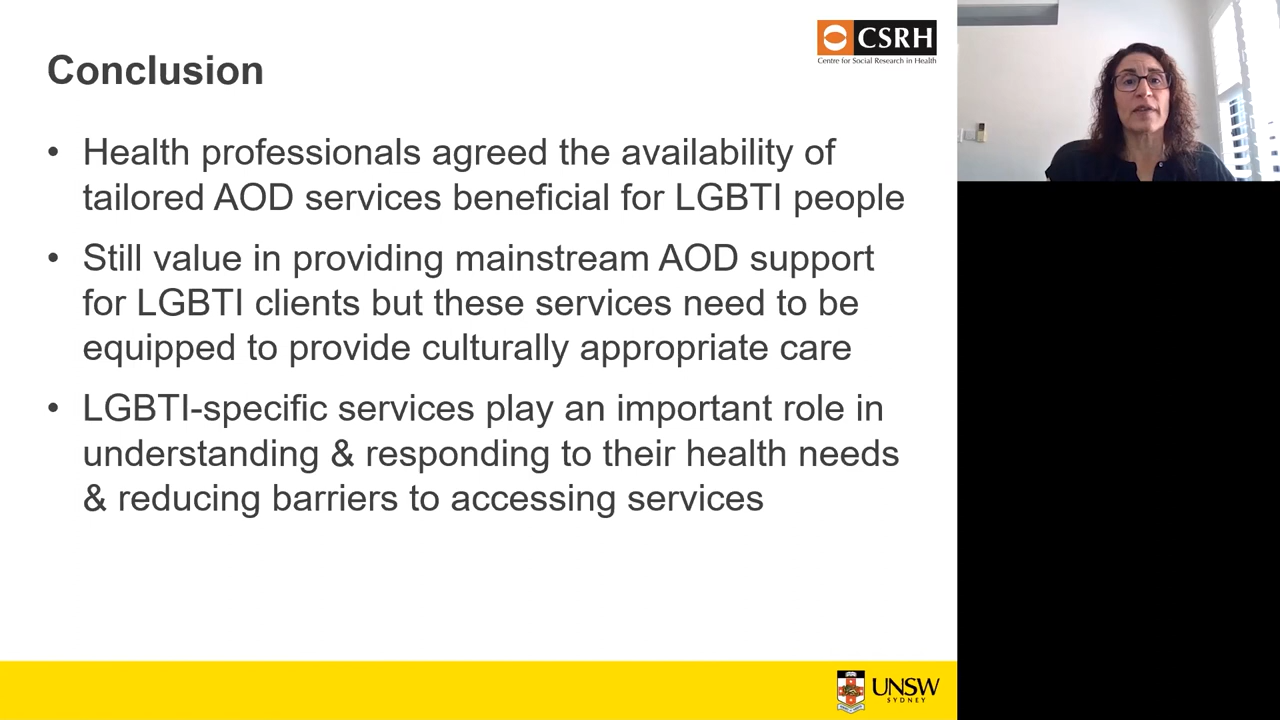 CSRH
Centre for Social Research in Health
Conclusion
• Health professionals agreed the availability of
tailored AOD services beneficial for LGBTI people
• Still value in providing mainstream AOD support
for LGBTI clients but these services need to be
equipped to provide culturally appropriate care
• LGBTI-specific services play an important role in
understanding & responding to their health needs
& reducing barriers to accessing services
UNSW
SYDNEY